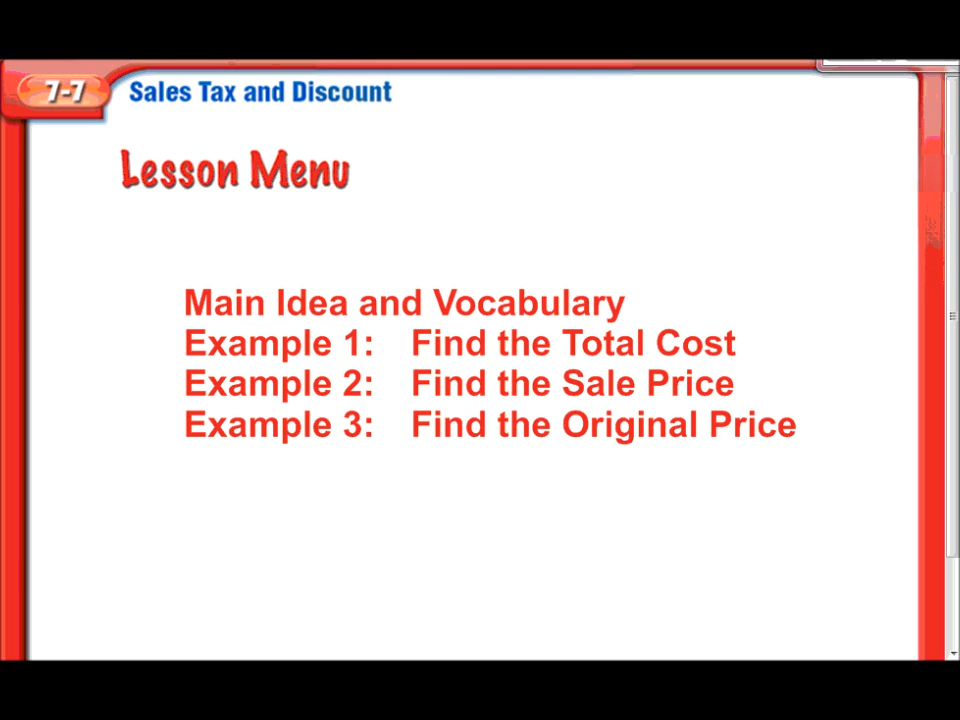 7-7 Sales Tax and Discount
Lesson Menu
Main Idea and Vocabulary
Example 1: Find the Total Cost
Example 2: Find the Sale Price
Example 3: Find the Original Price